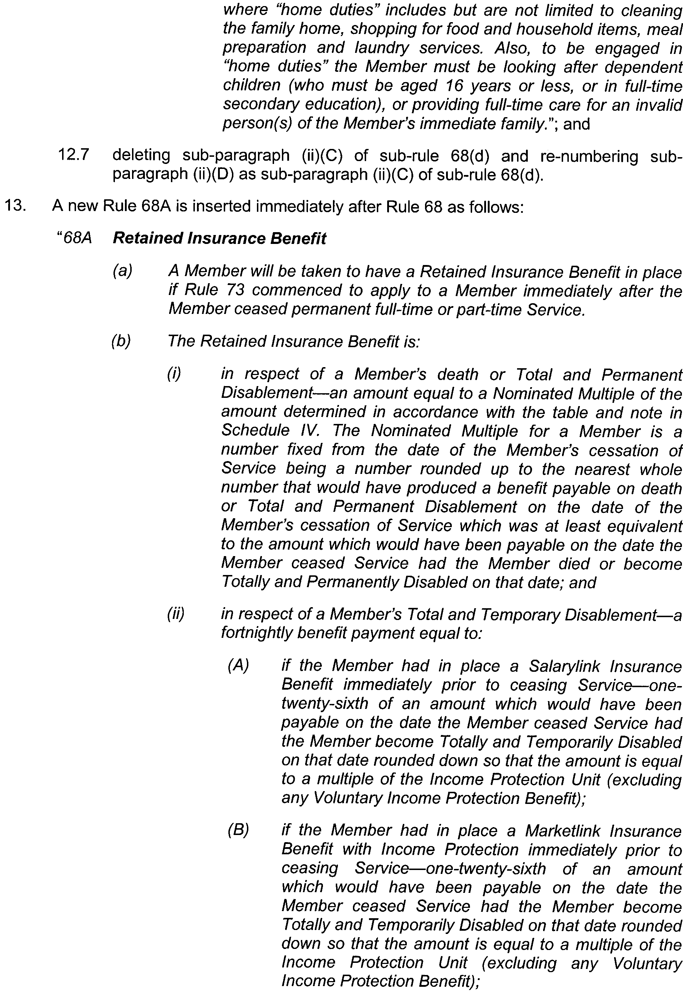 where “home duties” includes but are not limited to cleaning
the family home, shopping for food and household items, meal
preparation and laundry services. Also, to be engaged in
“home duties” the Member must be looking after dependent
children (who must be aged 16 years or less, or in full-time
secondary education), or providing full-time care for an invalid
person(s) of the Member’s immediate family.”; and
12.7 deleting sub-paragraph (ii)(C) of sub-rule 68(d) and re-numbering sub-
paragraph (ii)(D) as sub-paragraph (ii)(C) of sub-rule 68(d).
13. A new Rule 68A is inserted immediately after Rule 68 as follows:
“68A Retained Insurance Benefit
(a) A Member will be taken to have a Retained Insurance Benefit in place
if Rule 73 commenced to apply to a Member immediately after the
Member ceased permanent full-time or part-time Service.
(b) The Retained Insurance Benefit is:
(i) in respect of a Member’s death or Total and Permanent
Disablement—an amount equal to a Nominated Multiple of the
amount determined in accordance with the table and note in
Schedule IV. The Nominated Multiple for a Member is a
number fixed from the date of the Member’s cessation of
Service being a number rounded up to the nearest whole
number that would have produced a benefit payable on death
or Total and Permanent Disablement on the date of the
Member’s cessation of Service which was at least equivalent
to the amount which would have been payable on the date the
Member ceased Service had the Member died or become
Totally and Permanently Disabled on that date; and
(ii) in respect of a Member’s Total and Temporary Disablement—a
fortnightly benefit payment equal to:
(A) if the Member had in place a Salarylink Insurance
Benefit immediately prior to ceasing Service—one-
twenty-sixth of an amount which would have been
payable on the date the Member ceased Service had
the Member become Totally and Temporarily Disabled
on that date rounded down so that the amount is equal
to a multiple of the Income Protection Unit (excluding
any Voluntary Income Protection Benefit);
(B) if the Member had in place a Marketlink Insurance
Benefit with Income Protection immediately prior to
ceasing Service—one-twenty-sixth of an amount
which would have been payable on the date the
Member ceased Service had the Member become
Totally and Temporarily Disabled on that date rounded
down so that the amount is equal to a multiple of the
Income Protection Unit (excluding any Voluntary
Income Protection Benefit);